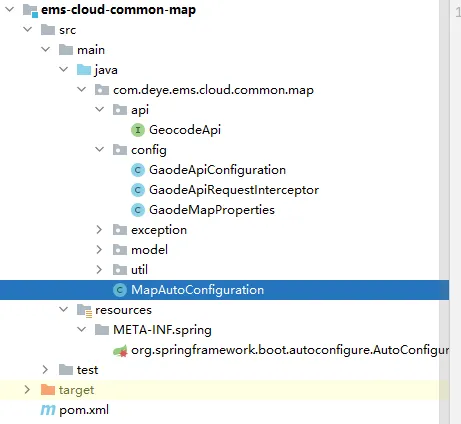 ems-cloud-common-map
src
main
java
com.deye.ems.cloud.common.map
api
GeocodeApi
config
GaodeApiConfiguration
GaodeApiRequestInterceptor
GaodeMapProperties
exception
model
util
MapAutoConfiguration
resources
META-INF.spring
org.springframework.boot.autoconfigure.AutoConfigur
test
target
pom.xml